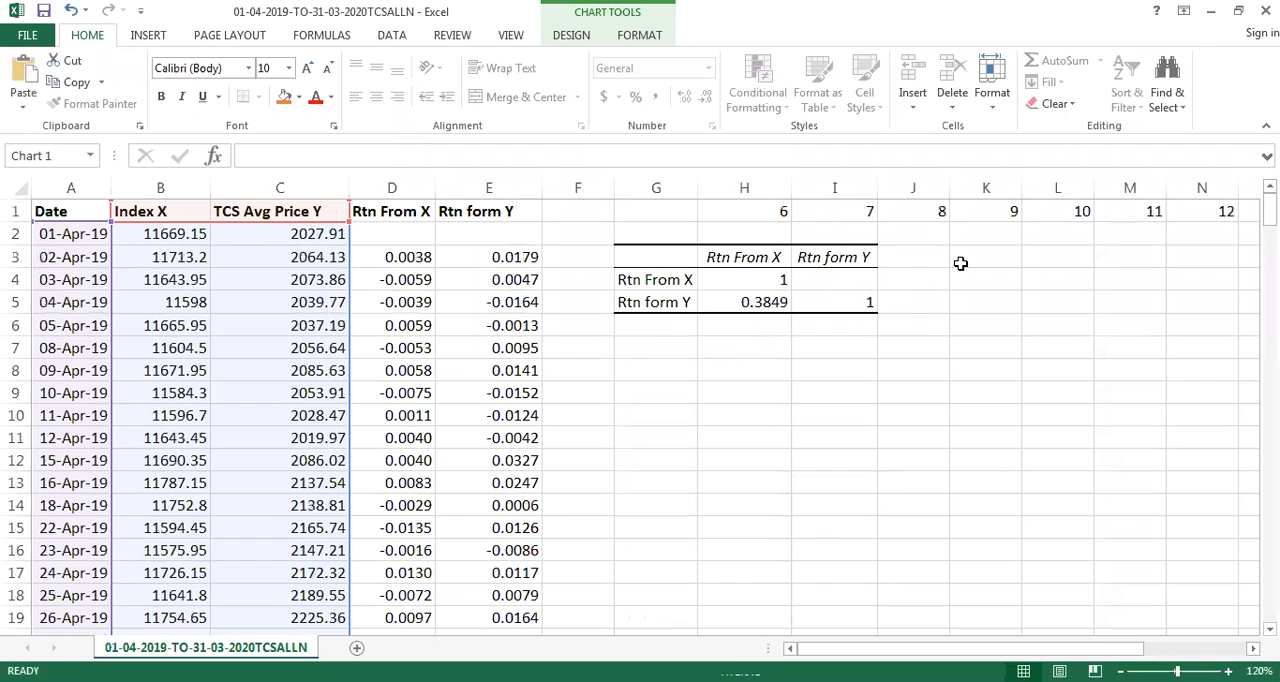 01-04-2019-TO-31-03-2020TCSALLN - Excel
CHART TOOLS
?
FILE HOME INSERT PAGE LAYOUT FORMULAS DATA REVIEW VIEW DESIGN FORMAT Sign in
Paste Cut Copy Format Painter
Clipboard
Calibri (Body) 10 A A
B I U A
Font
Wrap Text
Merge & Center
Alignment
General
$ % ,
Number
Conditional Formatting
Format as Table
Cell Styles
Styles
Insert Delete Format
Cells
AutoSum
Fill
Clear
Sort & Filter
Find & Select
Editing
Chart 1 fx
A B C D E F G H I J K L M N
1 Date Index X TCS Avg Price Y Rtn From X Rtn form Y 6 7 8 9 10 11 12
2 01-Apr-19 11669.15 2027.91
3 02-Apr-19 11713.2 2064.13 0.0038 0.0179 Rtn From X Rtn form Y
4 03-Apr-19 11643.95 2073.86 -0.0059 0.0047 Rtn From X 1
5 04-Apr-19 11598 2039.77 -0.0039 -0.0164 Rtn form Y 0.3849 1
6 05-Apr-19 11665.95 2037.19 0.0059 -0.0013
7 08-Apr-19 11604.5 2056.64 -0.0053 0.0095
8 09-Apr-19 11671.95 2085.63 0.0058 0.0141
9 10-Apr-19 11584.3 2053.91 -0.0075 -0.0152
10 11-Apr-19 11596.7 2028.47 0.0011 -0.0124
11 12-Apr-19 11643.45 2019.97 0.0040 -0.0042
12 15-Apr-19 11690.35 2086.02 0.0040 0.0327
13 16-Apr-19 11787.15 2137.54 0.0083 0.0247
14 18-Apr-19 11752.8 2138.81 -0.0029 0.0006
15 22-Apr-19 11594.45 2165.74 -0.0135 0.0126
16 23-Apr-19 11575.95 2147.21 -0.0016 -0.0086
17 24-Apr-19 11726.15 2172.32 0.0130 0.0117
18 25-Apr-19 11641.8 2189.55 -0.0072 0.0079
19 26-Apr-19 11754.65 2225.36 0.0097 0.0164
01-04-2019-TO-31-03-2020TCSALLN
READY 120%